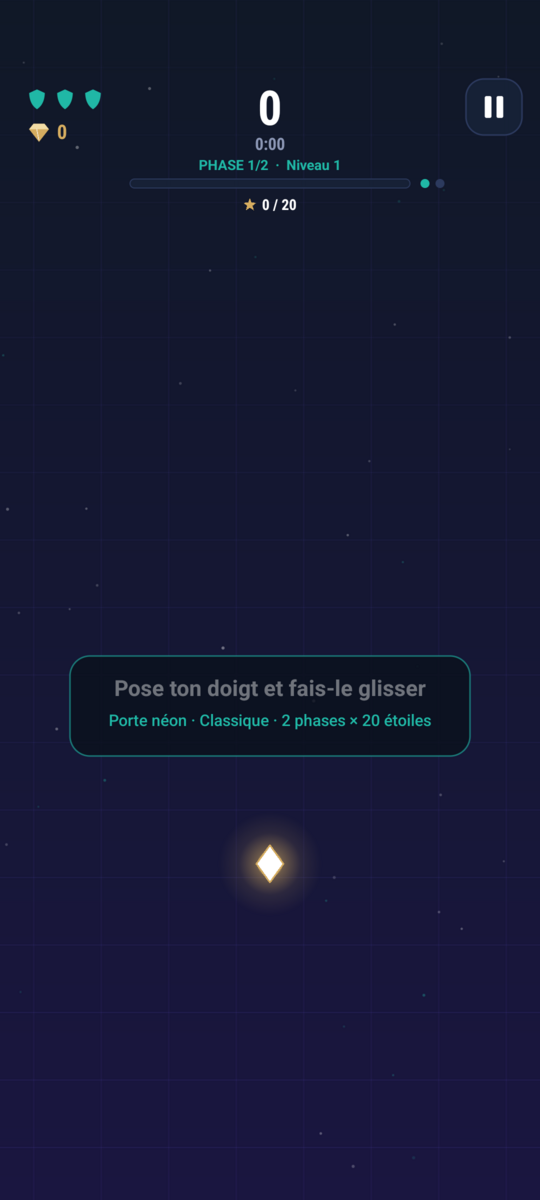 0
0
0:00
PHASE 1/2 · Niveau 1
0 / 20
Pose ton doigt et fais-le glisser
Porte néon · Classique · 2 phases × 20 étoiles